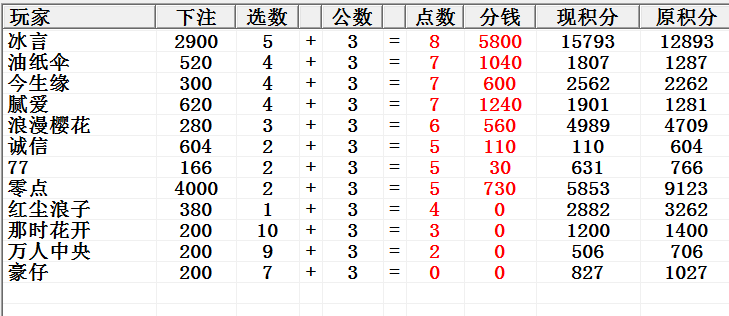 玩家 下注 选数 公数 点数 分钱 现积分 原积分
冰言 2900 5 + 3 = 8 5800 15793 12893
油纸伞 520 4 + 3 = 7 1040 1807 1287
今生缘 300 4 + 3 = 7 600 2562 2262
腻爱 620 4 + 3 = 7 1240 1901 1281
浪漫樱花 280 3 + 3 = 6 560 4989 4709
诚信 604 2 + 3 = 5 110 110 604
77 166 2 + 3 = 5 30 631 766
零点 4000 2 + 3 = 5 730 5853 9123
红尘浪子 380 1 + 3 = 4 0 2882 3262
那时花开 200 10 + 3 = 3 0 1200 1400
万人中央 200 9 + 3 = 2 0 506 706
豪仔 200 7 + 3 = 0 0 827 1027